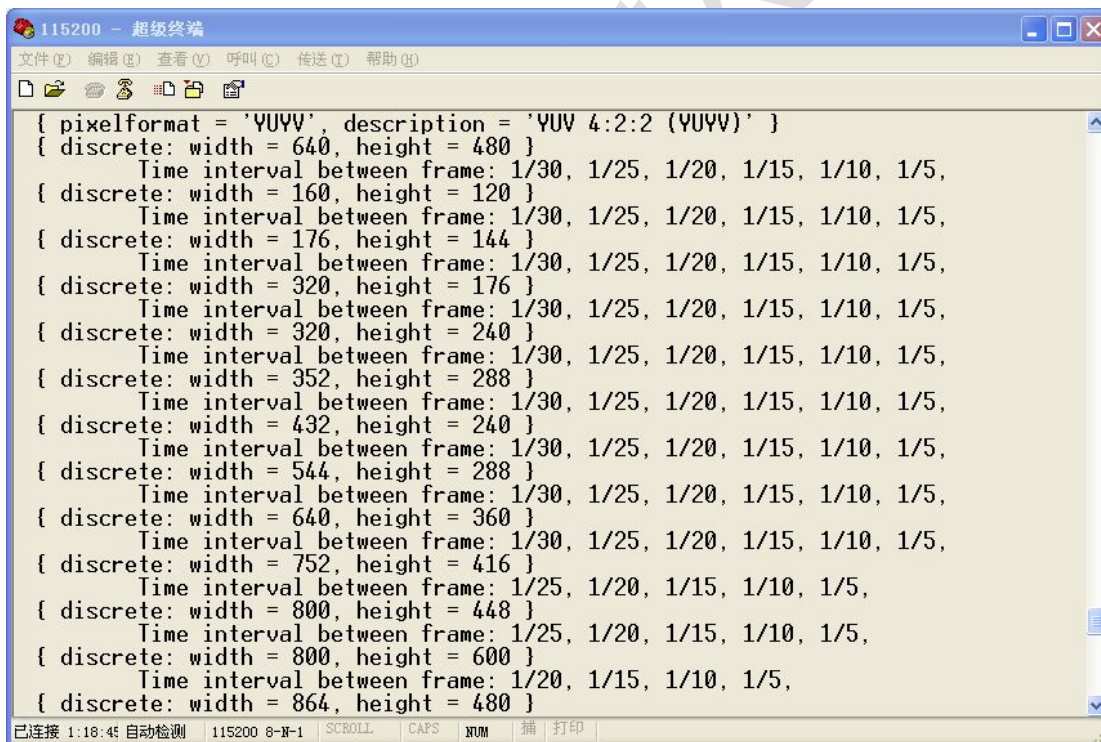 115200 - 超级终端
文件(F) 编辑(E) 查看(V) 呼叫(C) 传送(T) 帮助(H)
{ pixelformat = 'YUYV', description = 'YUV 4:2:2 (YUYV)' }
{ discrete: width = 640, height = 480 }
Time interval between frame: 1/30, 1/25, 1/20, 1/15, 1/10, 1/5,
{ discrete: width = 160, height = 120 }
Time interval between frame: 1/30, 1/25, 1/20, 1/15, 1/10, 1/5,
{ discrete: width = 176, height = 144 }
Time interval between frame: 1/30, 1/25, 1/20, 1/15, 1/10, 1/5,
{ discrete: width = 320, height = 176 }
Time interval between frame: 1/30, 1/25, 1/20, 1/15, 1/10, 1/5,
{ discrete: width = 320, height = 240 }
Time interval between frame: 1/30, 1/25, 1/20, 1/15, 1/10, 1/5,
{ discrete: width = 352, height = 288 }
Time interval between frame: 1/30, 1/25, 1/20, 1/15, 1/10, 1/5,
{ discrete: width = 432, height = 240 }
Time interval between frame: 1/30, 1/25, 1/20, 1/15, 1/10, 1/5,
{ discrete: width = 544, height = 288 }
Time interval between frame: 1/30, 1/25, 1/20, 1/15, 1/10, 1/5,
{ discrete: width = 640, height = 360 }
Time interval between frame: 1/30, 1/25, 1/20, 1/15, 1/10, 1/5,
{ discrete: width = 752, height = 416 }
Time interval between frame: 1/25, 1/20, 1/15, 1/10, 1/5,
{ discrete: width = 800, height = 448 }
Time interval between frame: 1/25, 1/20, 1/15, 1/10, 1/5,
{ discrete: width = 800, height = 600 }
Time interval between frame: 1/20, 1/15, 1/10, 1/5,
{ discrete: width = 864, height = 480 }
已连接 1:18:45 自动检测 115200 8-N-1 SCROLL CAPS NUM 捕 打印